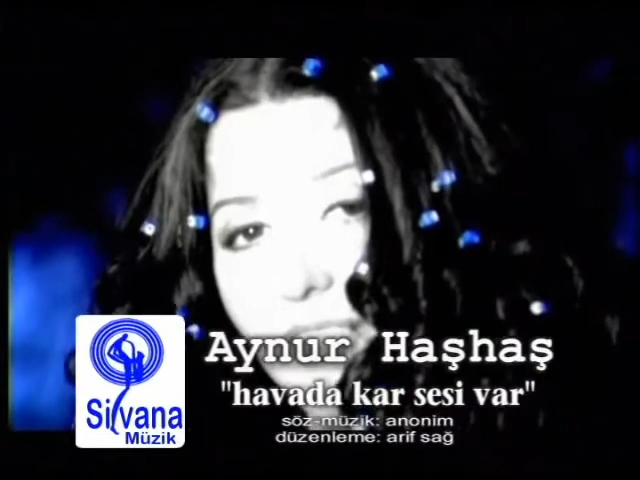 Aynur Haşhaş
"havada kar sesi var"
söz-müzik: anonim
düzenleme: arif sağ
Silvana
Müzik